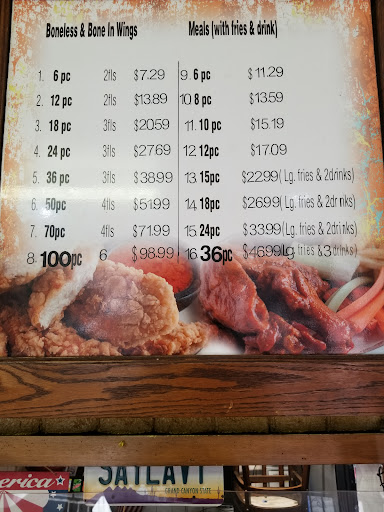 Boneless & Bone In Wings Meals (with fries & drink)
1. 6 pc 2fls $7.29 9. 6 pc $11.29
2. 12 pc 2fls $13.89 10 8 pc $13.59
3. 18 pc 3fls $20.59 11. 10 pc $15.19
4. 24 pc 3fls $27.69 12 12pc $17.09
5. 36 pc 3fls $38.99 13 15pc $22.99 (Lg. fries & 2drinks)
6. 50pc 4fls $51.99 14 18pc $26.99 (Lg. fries & 2drinks)
7. 70pc 4fls $71.99 15 24pc $33.99 (Lg. fries & 2drinks)
8 100pc 6 $98.99 16 36pc $46.99 Lg fries & 3 drinks)
erica
SAYLAVI
GRAND CANYON STATE